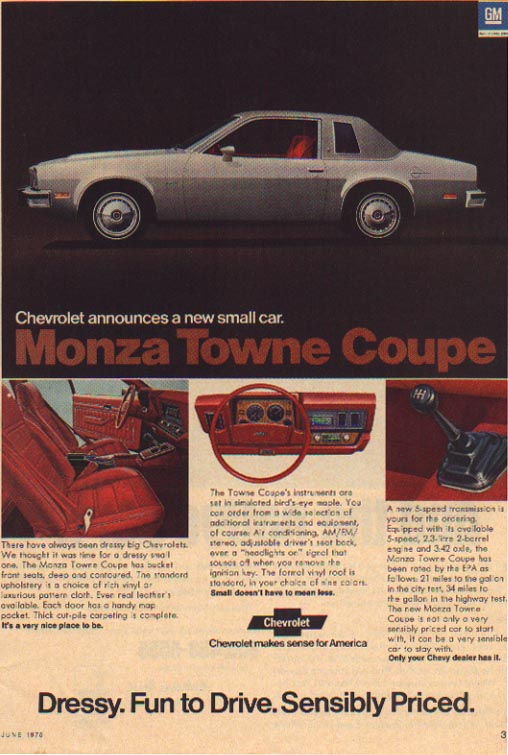 GM
Chevrolet announces a new small car.
Monza Towne Coupe
There have always been dressy big Chevrolets.
We thought it was time for a dressy small
one. The Monza Towne Coupe has bucket
front seats, deep and contoured. The standard
upholstery is a choice of rich vinyl or
luxurious pattern cloth. Even real leather's
available. Each door has a handy map
pocket. Thick cut-pile carpeting is complete.
It's a very nice place to be.
The Towne Coupe's instruments are
set in simulated bird's-eye maple. You
can order from a wide selection of
additional instruments and equipment,
of course: Air conditioning, AM/FM/
stereo, adjustable driver's seat back,
even a "headlights on" signal that
sounds off when you remove the
ignition key. The formal vinyl roof is
standard, in your choice of nine colors.
Small doesn't have to mean less.
Chevrolet
Chevrolet makes sense for America
A new 5-speed transmission is
yours for the ordering.
Equipped with its available
5-speed, 2.3-litre 2-barrel
engine and 3.42 axle, the
Monza Towne Coupe has
been rated by the EPA as
follows: 21 miles to the gallon
in the city test, 34 miles to
the gallon in the highway test.
The new Monza Towne
Coupe is not only a very
sensibly priced car to start
with, it can be a very sensible
car to stay with.
Only your Chevy dealer has it.
Dressy. Fun to Drive. Sensibly Priced.
JUNE 1975
3